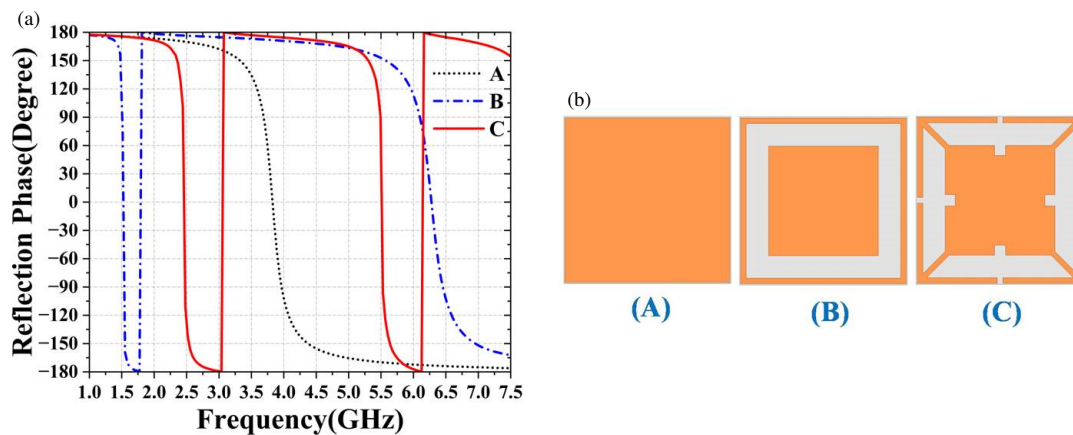 (a)
Reflection Phase(Degree)
180
150
120
90
60
30
0
−30
−60
−90
−120
−150
−180
A
B
C
1.0 1.5 2.0 2.5 3.0 3.5 4.0 4.5 5.0 5.5 6.0 6.5 7.0 7.5
Frequency(GHz)
(b)
(A) (B) (C)